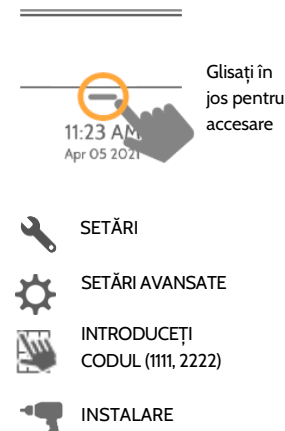 Glisați în
jos pentru
accesare
11:23 AM
Apr 05 2021
SETĂRI
SETĂRI AVANSATE
INTRODUCEȚI
CODUL (1111, 2222)
INSTALARE